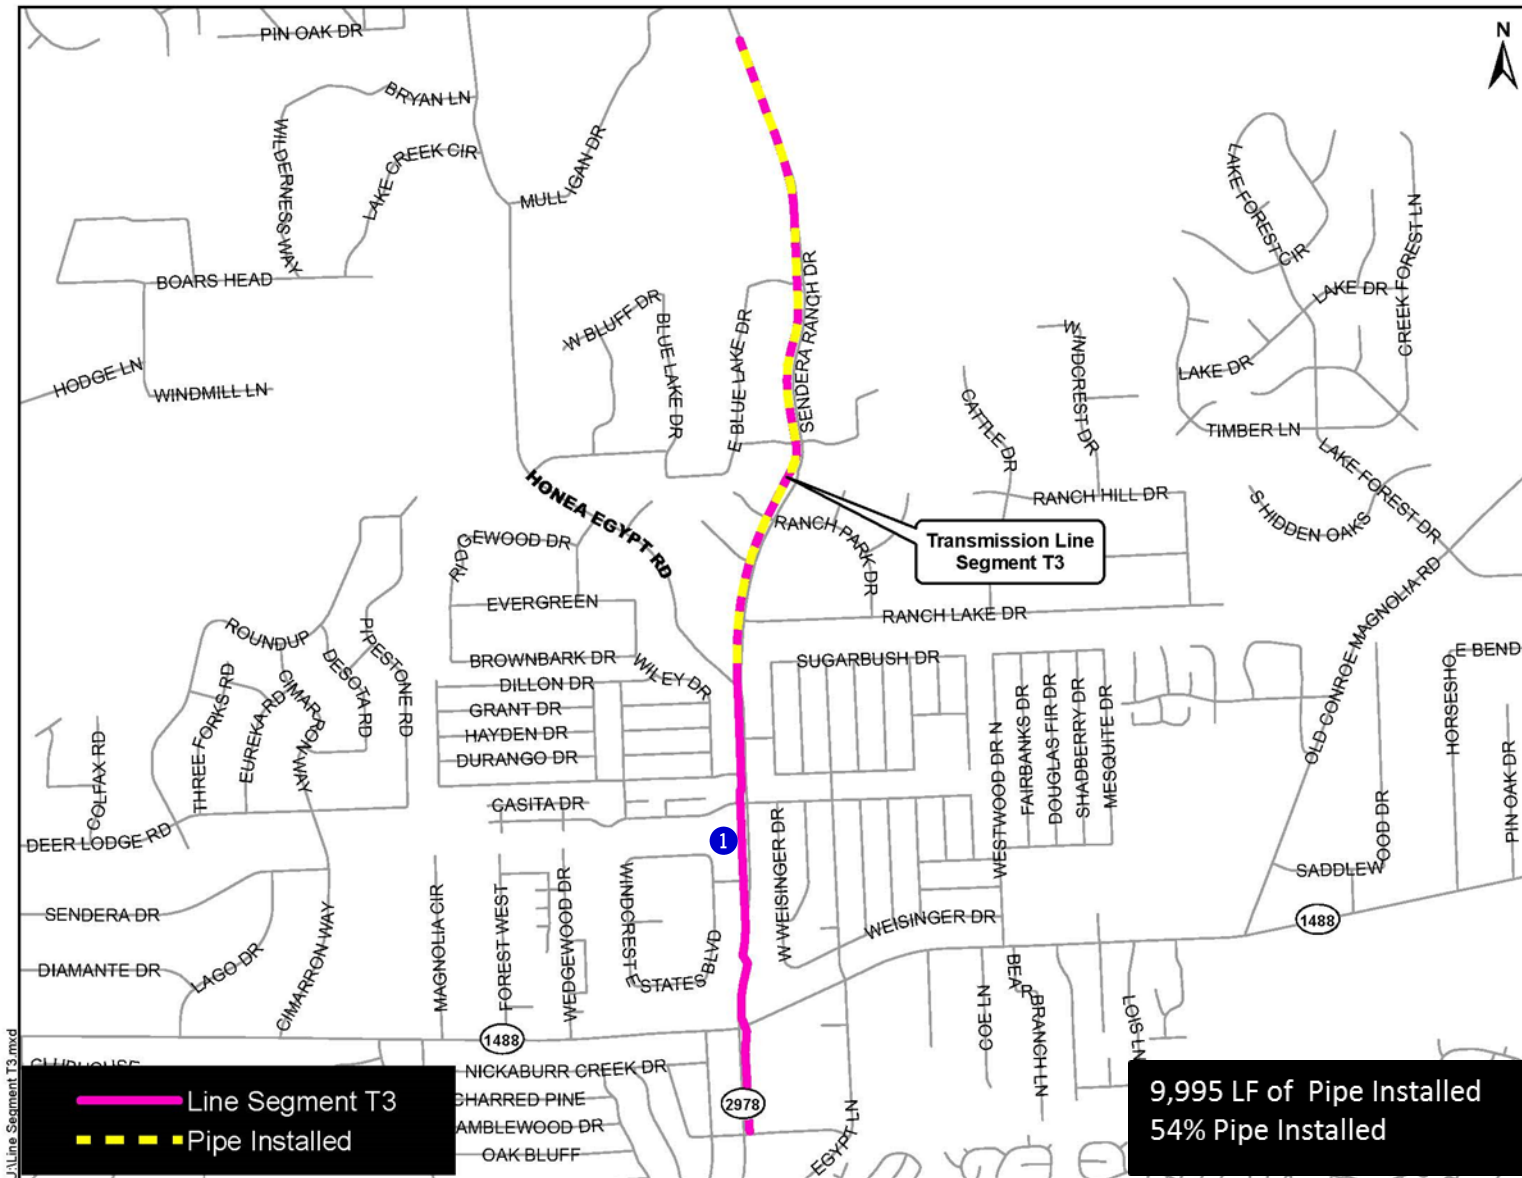 PIN OAK DR
N
BRYAN LN
WILDERNESS WAY
LAKE CREEK CIR
MULLIGAN DR
LAKE FOREST CIR
CREEK FOREST LN
BOARS HEAD
SENDERA RANCH DR
LAKE DR
W BLUFF DR
BLUE LAKE DR
E BLUE LAKE DR
WINDCREST DR
HODGE LN
WINDMILL LN
LAKE DR
CATTLE DR
TIMBER LN
LAKE FOREST DR
HONEA EGYPT RD
RANCH HILL DR
S HIDDEN OAKS
RANCH PARK DR
Transmission Line
Segment T3
RIDGEWOOD DR
EVERGREEN
RANCH LAKE DR
OLD CONROE MAGNOLIA RD
ROUNDUP
PIPESTONE RD
DESOTA RD
CIMARRON WAY
BROWNBARK DR
WILEY DR
SUGARBUSH DR
E BEND
HORSESHO
THREE FORKS RD
EUREKA RD
DILLON DR
GRANT DR
HAYDEN DR
DURANGO DR
WESTWOOD DR N
FAIRBANKS DR
DOUGLAS FIR DR
SHADBERRY DR
MESQUITE DR
COLFAX RD
PIN OAK DR
CASITA DR
DEER LODGE RD
1
W WEISINGER DR
SADDLEWOOD DR
SENDERA DR
MAGNOLIA CIR
FOREST WEST
WEDGEWOOD DR
WINDCREST ESTATES BLVD
WEISINGER DR
1488
DIAMANTE DR
LAGO DR
CIMARRON WAY
BEAR BRANCH LN
COE LN
LOIS LN
1488
CLUBHOUSE
NICKABURR CREEK DR
CHARRED PINE
AMBLEWOOD DR
OAK BLUFF
2978
EGYPT LN
Line Segment T3
Pipe Installed
9,995 LF of Pipe Installed
54% Pipe Installed
J:\Line Segment T3.mxd